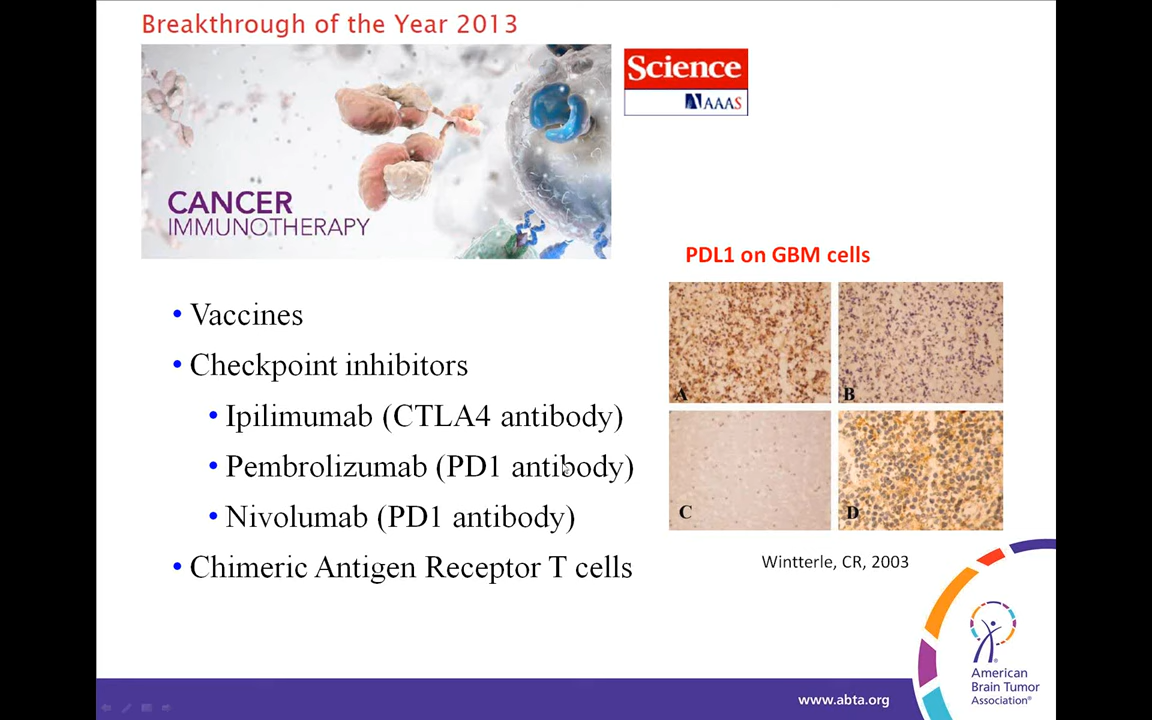 Breakthrough of the Year 2013
Science
AAAS
CANCER
IMMUNOTHERAPY
PDL1 on GBM cells
• Vaccines
• Checkpoint inhibitors
• Ipilimumab (CTLA4 antibody)
• Pembrolizumab (PD1 antibody)
• Nivolumab (PD1 antibody)
• Chimeric Antigen Receptor T cells
A
B
C
D
Wintterle, CR, 2003
American
Brain Tumor
Association®
www.abta.org